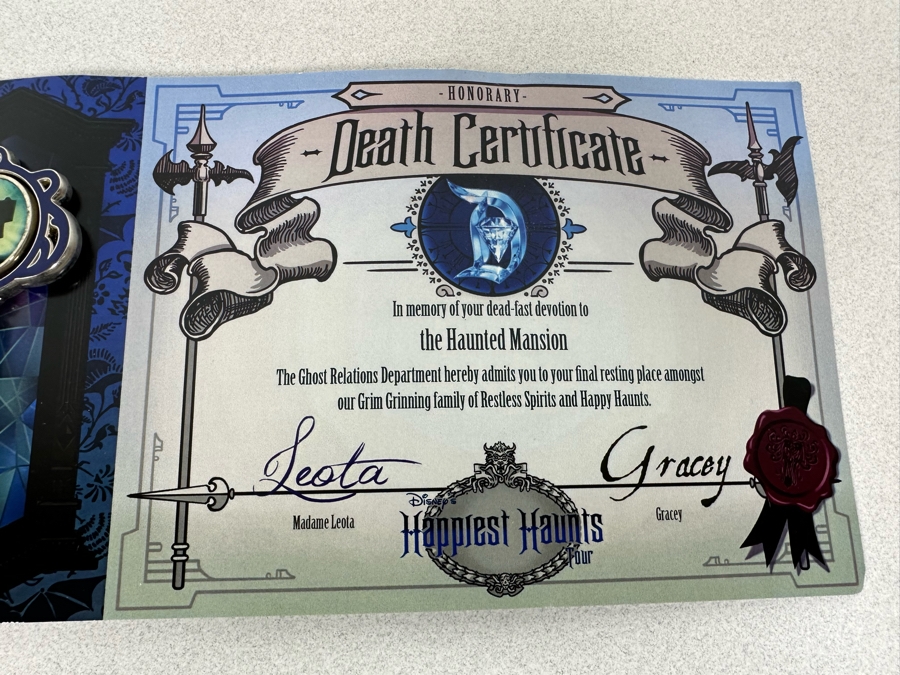 - HONORARY -
- Death Certificate -
D
In memory of your dead-fast devotion to
the Haunted Mansion
The Ghost Relations Department hereby admits you to your final resting place amongst
our Grim Grinning family of Restless Spirits and Happy Haunts.
Leota
Gracey
Madame Leota
Gracey
Disney's
Happiest Haunts
Tour